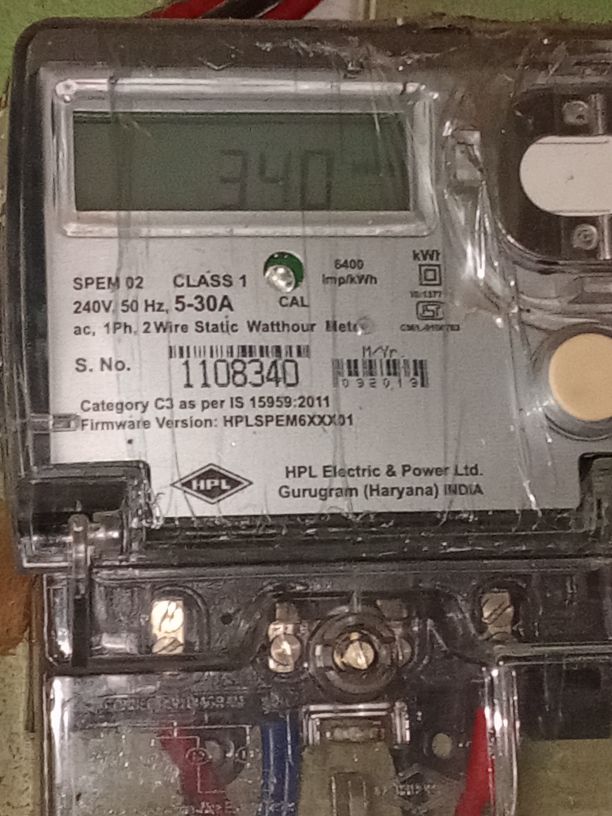 340
kWh
6400
imp/kWh
SPEM 02 CLASS 1
CAL
240V, 50 Hz, 5-30A
ac, 1Ph, 2 Wire Static Watthour Meter
M/Yr.
S. No. 1108340
092019
Category C3 as per IS 15959:2011
Firmware Version: HPLSPEM6XXX01
HPL
HPL Electric & Power Ltd.
Gurugram (Haryana) INDIA